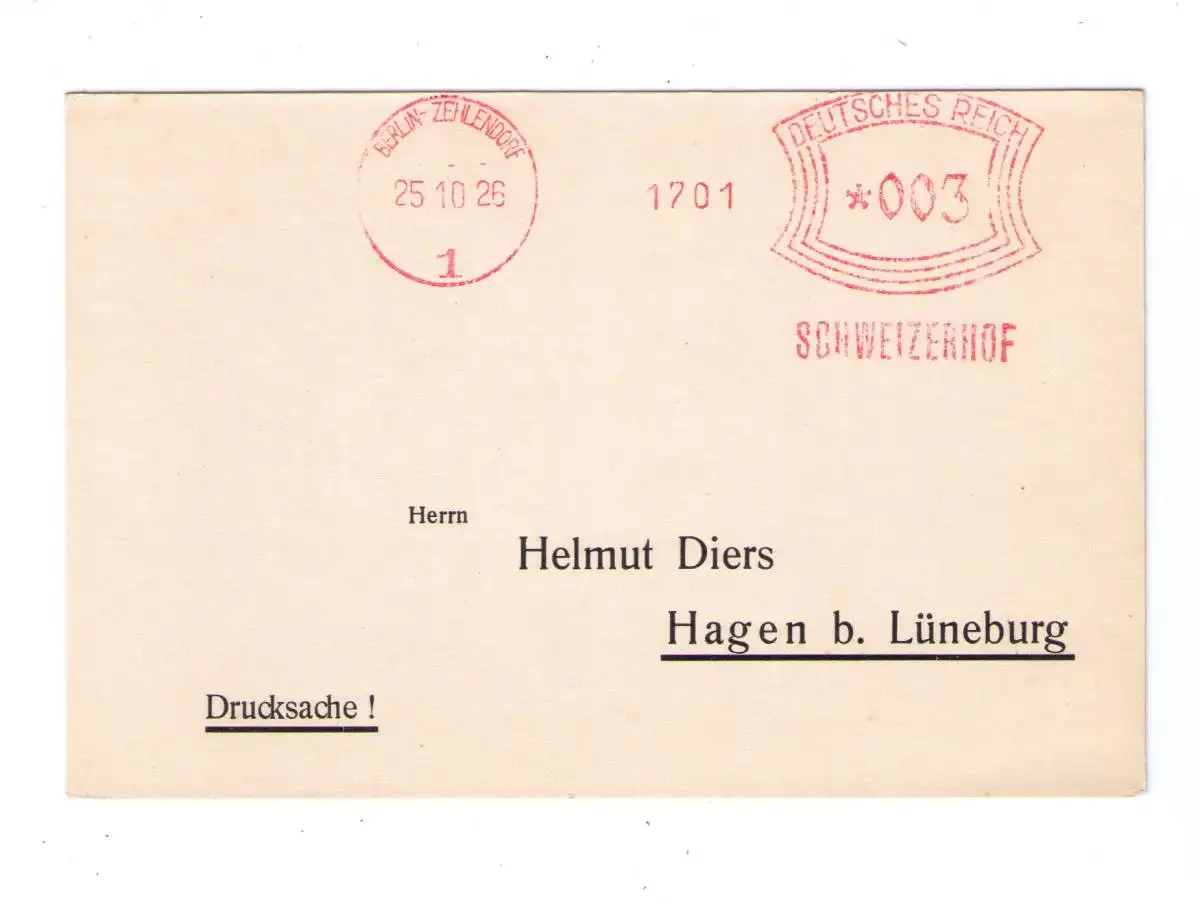 BERLIN-ZEHLENDORF
25 10 26
1
1701
DEUTSCHES REICH
*003
SCHWEIZERHOF
Herrn
Helmut Diers
Hagen b. Lüneburg
Drucksache !